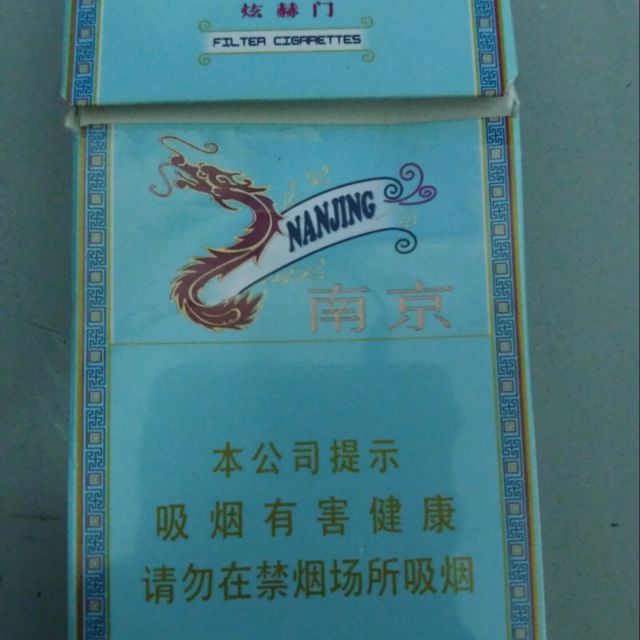 炫赫门
FILTER CIGARETTES
NANJING
南京
本公司提示
吸烟有害健康
请勿在禁烟场所吸烟